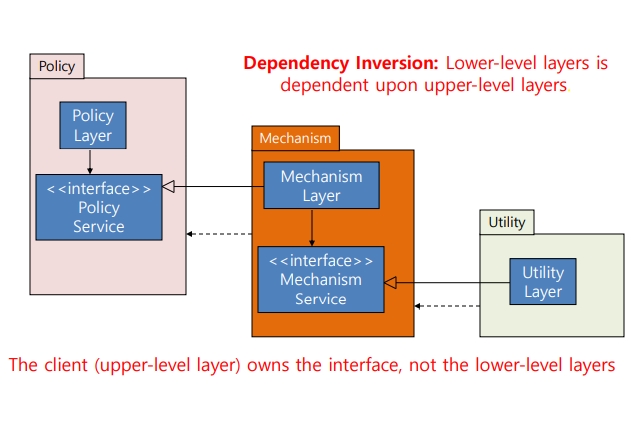 Dependency Inversion: Lower-level layers is
dependent upon upper-level layers
Policy
Policy
Layer
<<interface>>
Policy
Service
Mechanism
Mechanism
Layer
<<interface>>
Mechanism
Service
Utility
Utility
Layer
The client (upper-level layer) owns the interface, not the lower-level layers